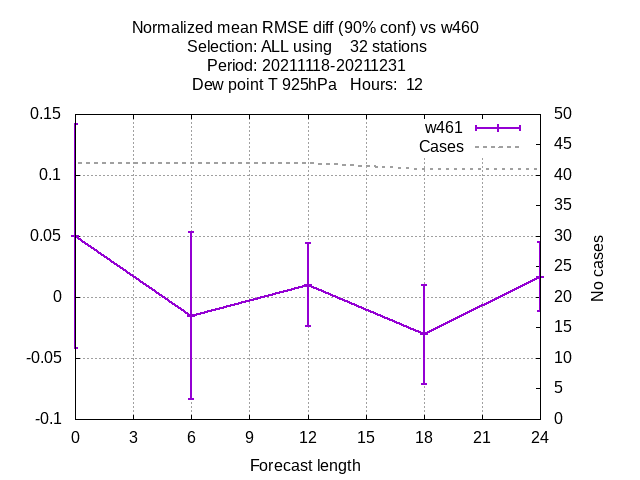 Normalized mean RMSE diff (90% conf) vs w460
Selection: ALL using    32 stations
Period: 20211118-20211231
Dew point T 925hPa   Hours:  12
w461
Cases
0.15
0.1
0.05
0
-0.05
-0.1
50
45
40
35
30
25
20
15
10
5
0
No cases
0 3 6 9 12 15 18 21 24
Forecast length